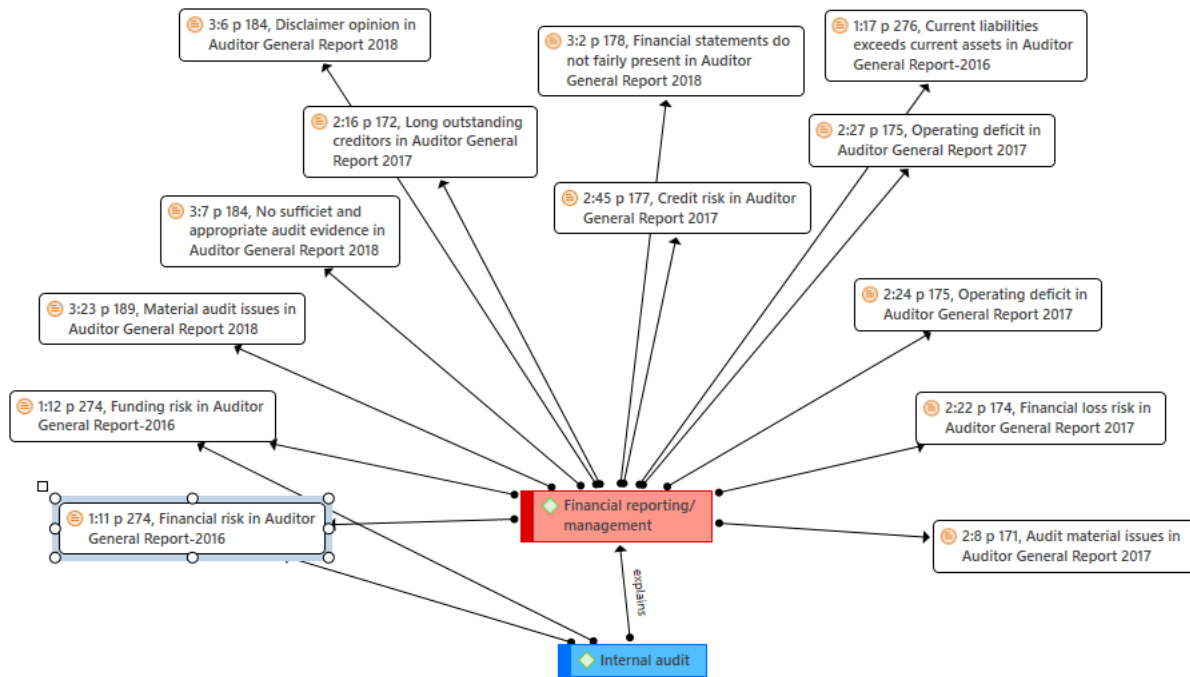 3:6 p 184, Disclaimer opinion in
Auditor General Report 2018
3:2 p 178, Financial statements do
not fairly present in Auditor
General Report 2018
1:17 p 276, Current liabilities
exceeds current assets in Auditor
General Report-2016
2:16 p 172, Long outstanding
creditors in Auditor General
Report 2017
2:27 p 175, Operating deficit in
Auditor General Report 2017
2:45 p 177, Credit risk in Auditor
General Report 2017
3:7 p 184, No sufficiet and
appropriate audit evidence in
Auditor General Report 2018
2:24 p 175, Operating deficit in
Auditor General Report 2017
3:23 p 189, Material audit issues in
Auditor General Report 2018
1:12 p 274, Funding risk in Auditor
General Report-2016
2:22 p 174, Financial loss risk in
Auditor General Report 2017
1:11 p 274, Financial risk in Auditor
General Report-2016
Financial reporting/
management
2:8 p 171, Audit material issues in
Auditor General Report 2017
explains
Internal audit